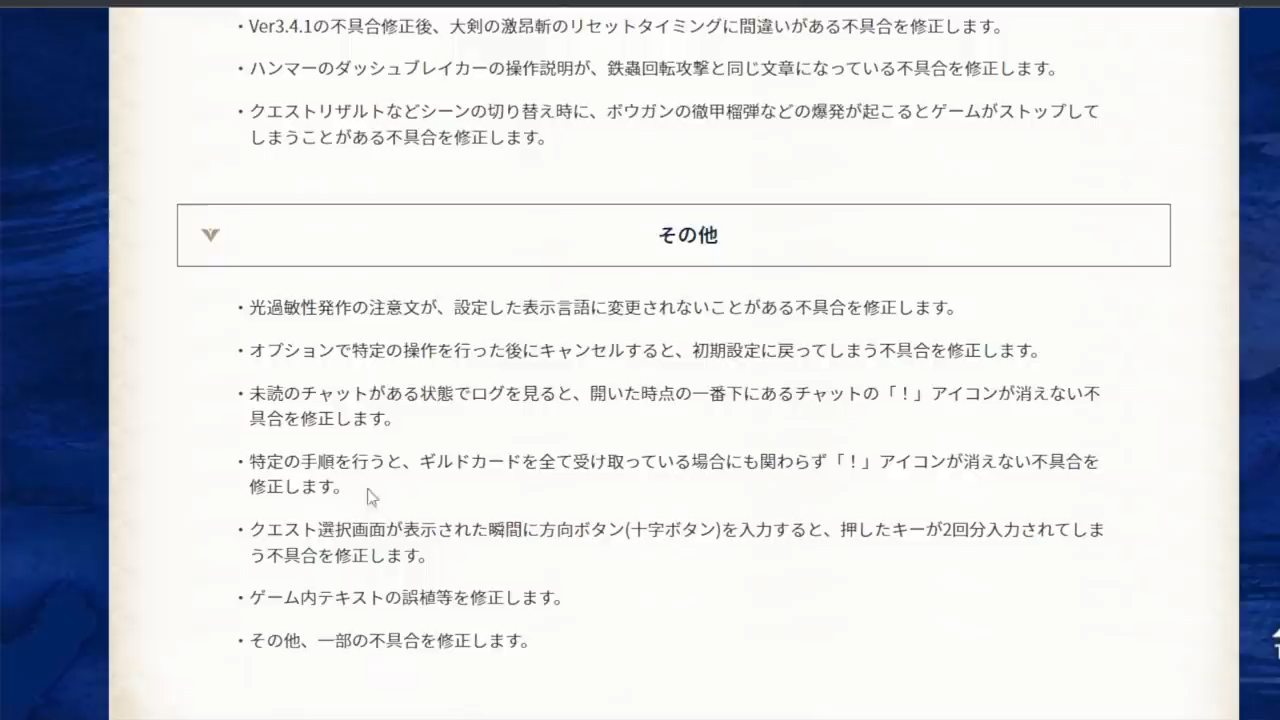 ・Ver3.4.1の不具合修正後、大剣の激昂斬のリセットタイミングに間違いがある不具合を修正します。
・ハンマーのダッシュブレイカーの操作説明が、鉄蟲回転攻撃と同じ文章になっている不具合を修正します。
・クエストリザルトなどシーンの切り替え時に、ボウガンの徹甲榴弾などの爆発が起こるとゲームがストップして
しまうことがある不具合を修正します。
その他
・光過敏性発作の注意文が、設定した表示言語に変更されないことがある不具合を修正します。
・オプションで特定の操作を行った後にキャンセルすると、初期設定に戻ってしまう不具合を修正します。
・未読のチャットがある状態でログを見ると、開いた時点の一番下にあるチャットの「！」アイコンが消えない不
具合を修正します。
・特定の手順を行うと、ギルドカードを全て受け取っている場合にも関わらず「！」アイコンが消えない不具合を
修正します。
・クエスト選択画面が表示された瞬間に方向ボタン(十字ボタン)を入力すると、押したキーが2回分入力されてしま
う不具合を修正します。
・ゲーム内テキストの誤植等を修正します。
・その他、一部の不具合を修正します。